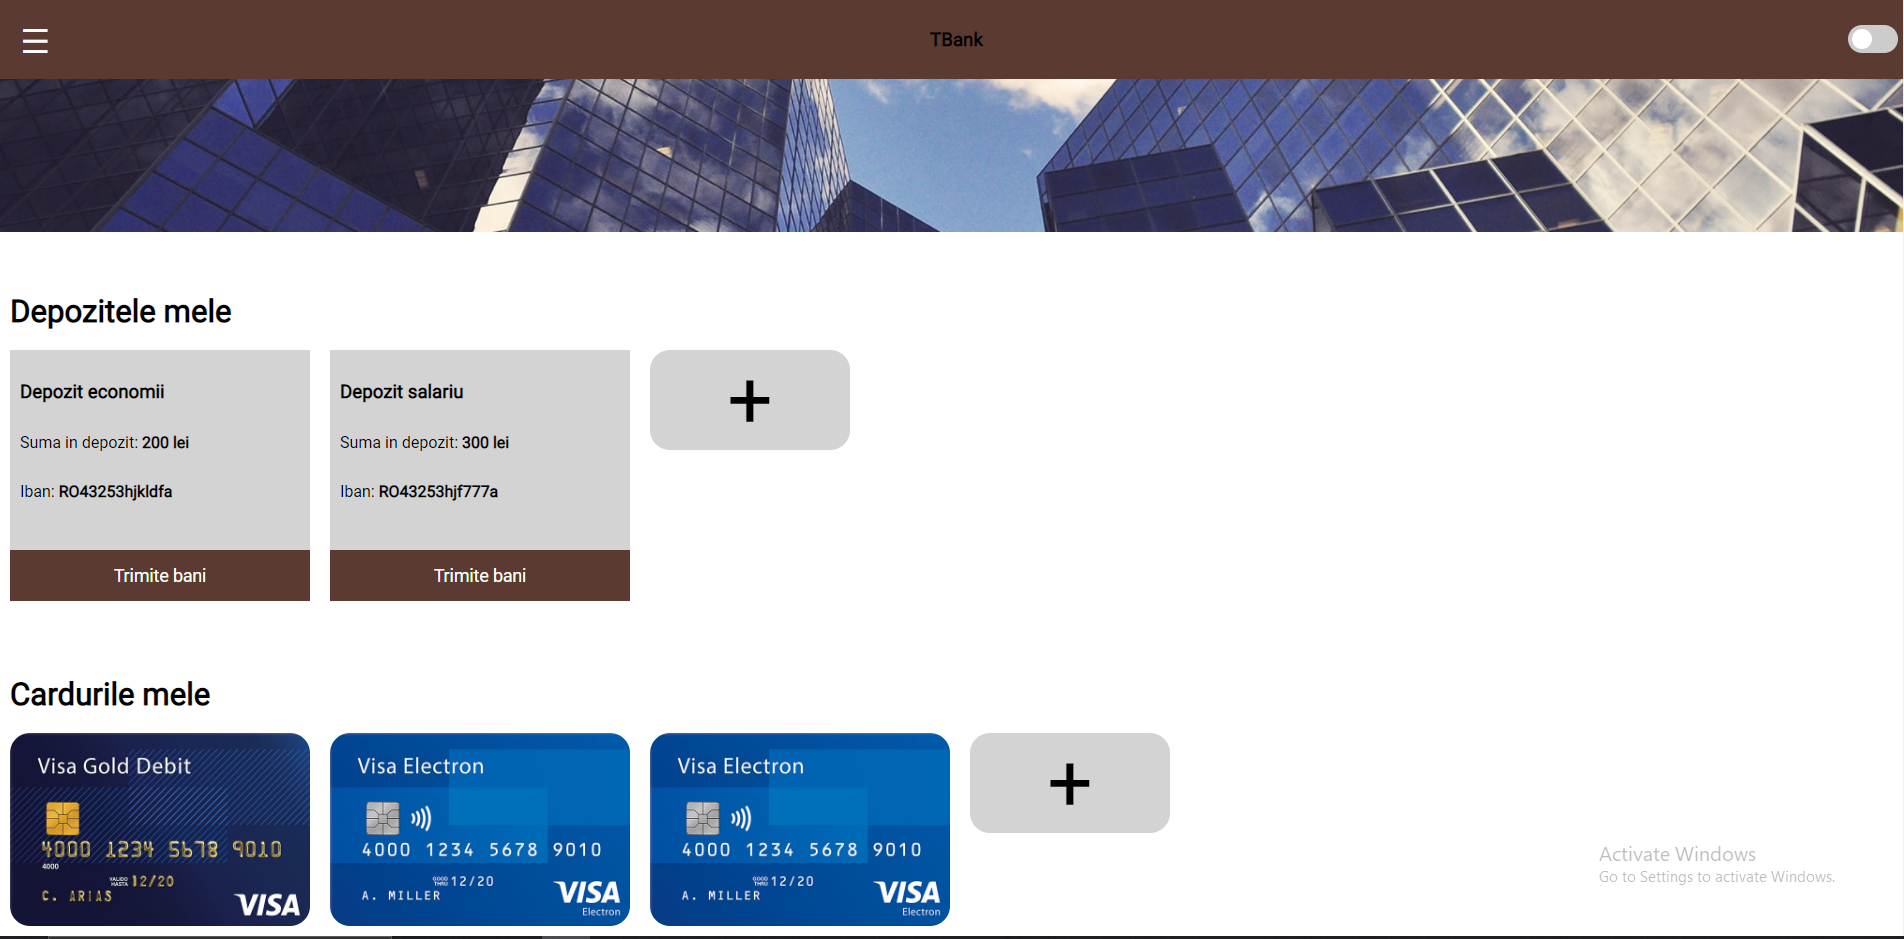 ☰
TBank
Depozitele mele
Depozit economii
Suma in depozit: 200 lei
Iban: RO43253hjkldfa
Trimite bani
Depozit salariu
Suma in depozit: 300 lei
Iban: RO43253hjf777a
Trimite bani
+
Cardurile mele
Visa Gold Debit
4000 1234 5678 9010
4000
VALIDO
HASTA 12/20
C. ARIAS
VISA
Visa Electron
4000 1234 5678 9010
GOOD
THRU 12/20
A. MILLER
VISA
Electron
Visa Electron
4000 1234 5678 9010
GOOD
THRU 12/20
A. MILLER
VISA
Electron
+
Activate Windows
Go to Settings to activate Windows.